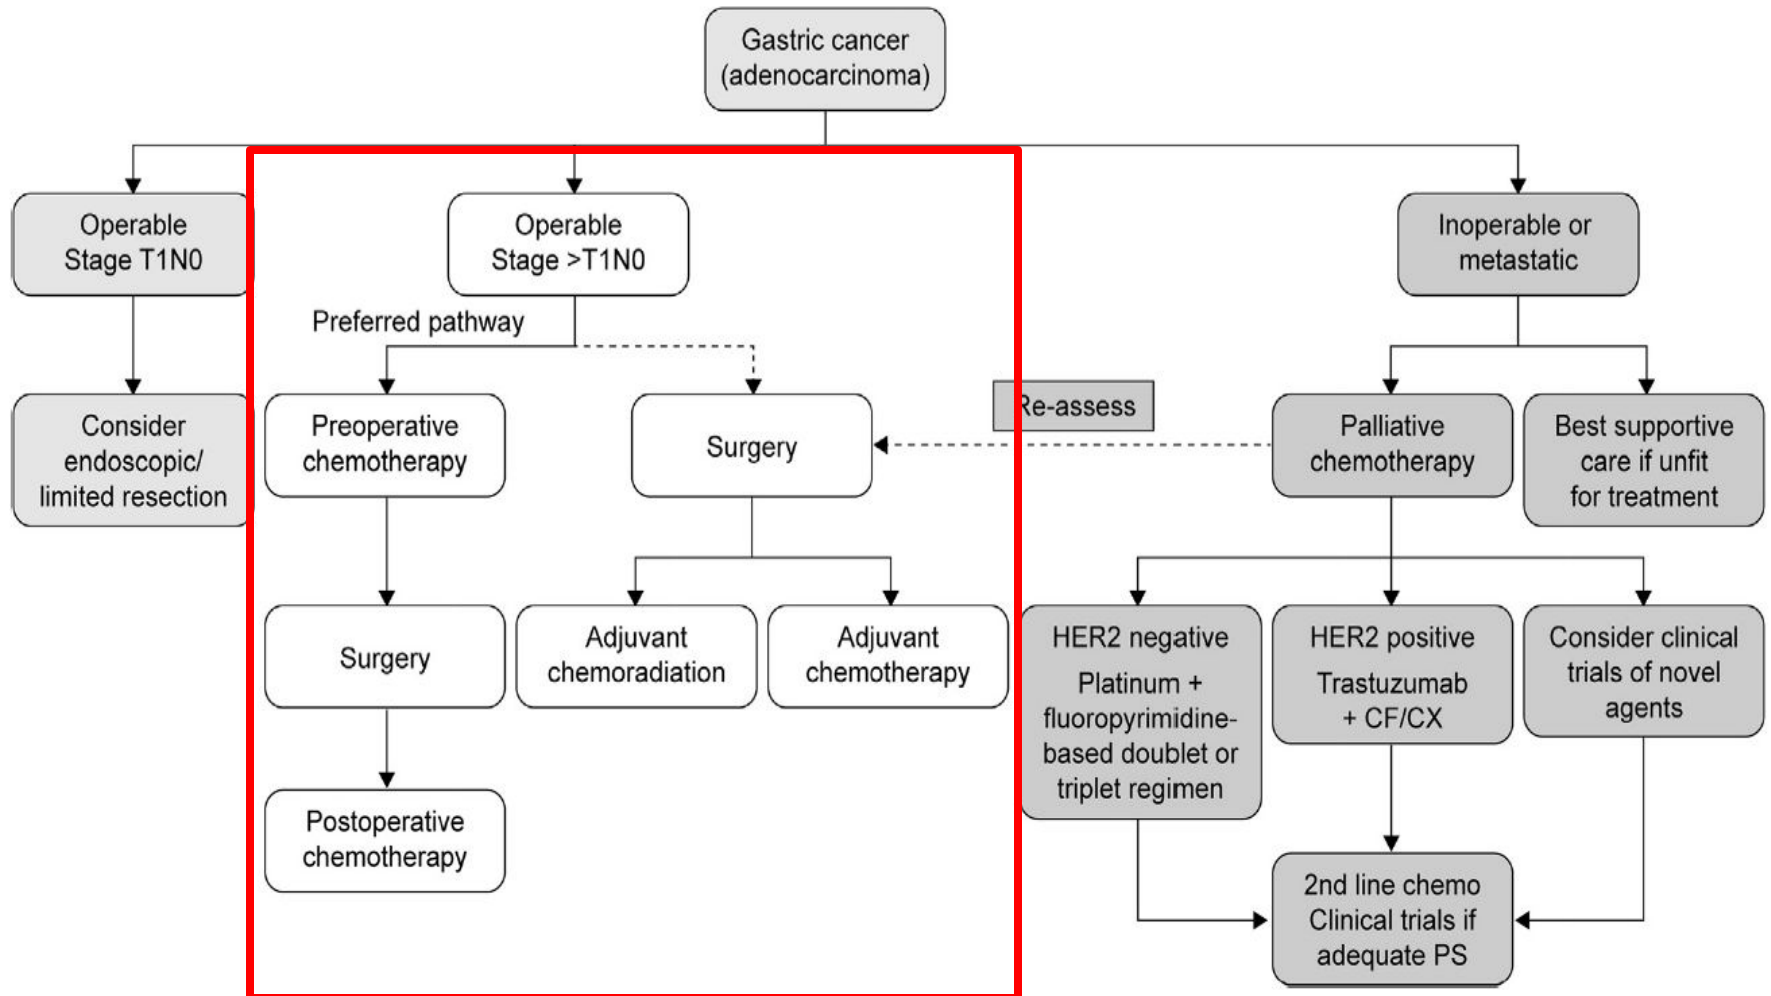 Gastric cancer
(adenocarcinoma)
Operable
Stage T1N0
Operable
Stage >T1N0
Inoperable or
metastatic
Preferred pathway
Consider
endoscopic/
limited resection
Preoperative
chemotherapy
Surgery
Re-assess
Palliative
chemotherapy
Best supportive
care if unfit
for treatment
Surgery
Adjuvant
chemoradiation
Adjuvant
chemotherapy
HER2 negative
Platinum +
fluoropyrimidine-
based doublet or
triplet regimen
HER2 positive
Trastuzumab
+ CF/CX
Consider clinical
trials of novel
agents
Postoperative
chemotherapy
2nd line chemo
Clinical trials if
adequate PS